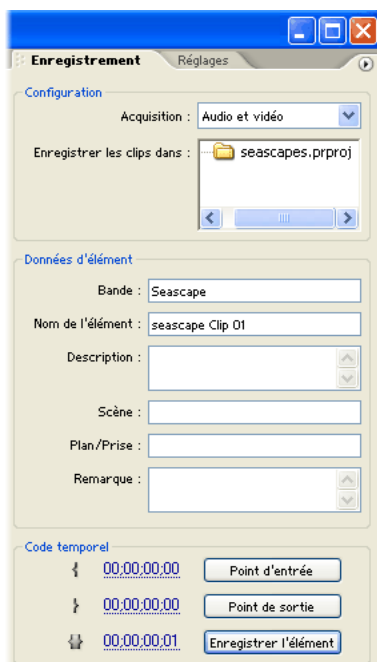 Enregistrement Réglages
Configuration
Acquisition : Audio et vidéo
Enregistrer les clips dans : seascapes.prproj
Données d'élément
Bande : Seascape
Nom de l'élément : seascape Clip 01
Description :
Scène :
Plan/Prise :
Remarque :
Code temporel
00;00;00;00 Point d'entrée
00;00;00;00 Point de sortie
00;00;00;01 Enregistrer l'élément